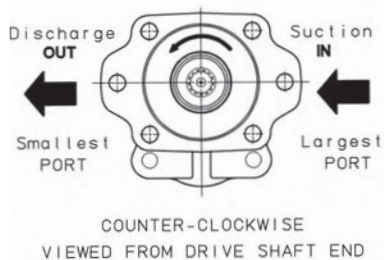 Discharge
OUT
Suction
IN
Smallest
PORT
Largest
PORT
COUNTER-CLOCKWISE
VIEWED FROM DRIVE SHAFT END